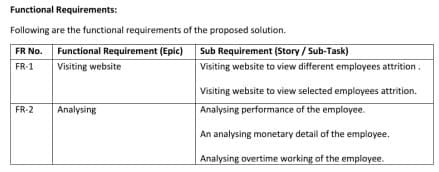 Functional Requirements:
Following are the functional requirements of the proposed solution.
FR No. Functional Requirement (Epic) Sub Requirement (Story / Sub-Task)
FR-1 Visiting website Visiting website to view different employees attrition .
Visiting website to view selected employees attrition.
FR-2 Analysing Analysing performance of the employee.
An analysing monetary detail of the employee.
Analysing overtime working of the employee.